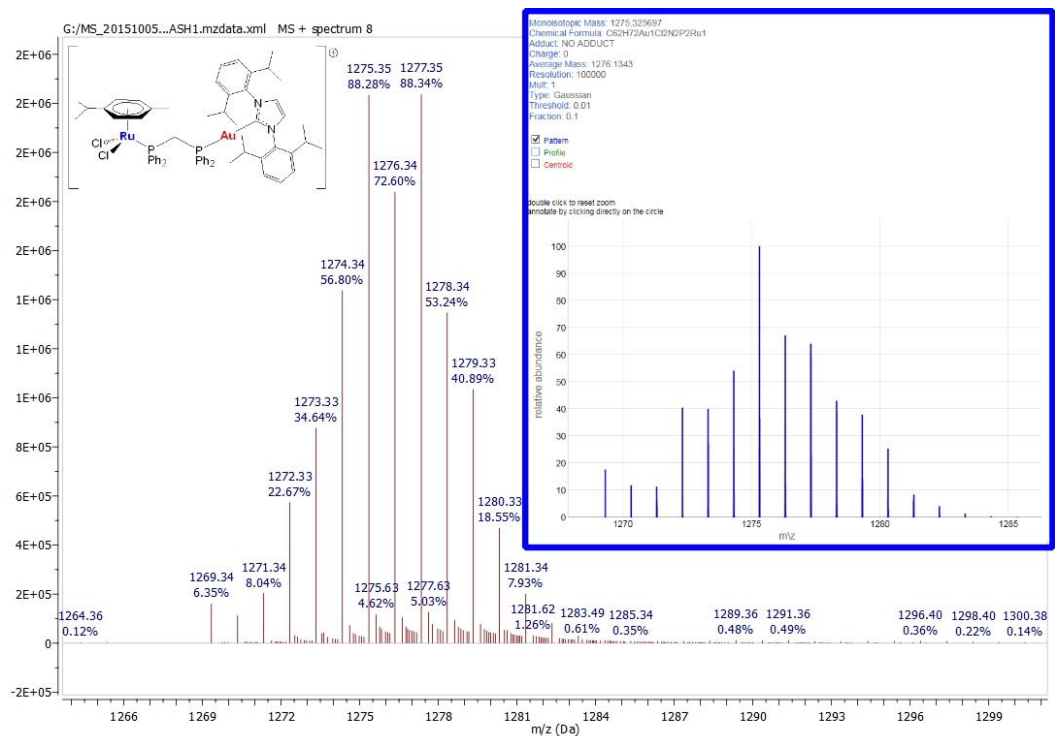 G:/MS_20151005...ASH1.mzdata.xml MS + spectrum 8
2E+06
2E+06
2E+06
2E+06
2E+06
1E+06
1E+06
1E+06
8E+05
6E+05
4E+05
2E+05
0
-2E+05
Ru
Cl
Cl
P
Ph2
P
Ph2
Au
N
N
⊕
1264.36
0.12%
1269.34
6.35%
1271.34
8.04%
1272.33
22.67%
1273.33
34.64%
1274.34
56.80%
1275.35
88.28%
1275.63
4.62%
1276.34
72.60%
1277.35
88.34%
1277.63
5.03%
1278.34
53.24%
1279.33
40.89%
1280.33
18.55%
1281.34
7.93%
1281.62
1.26%
1283.49
0.61%
1285.34
0.35%
1289.36
0.48%
1291.36
0.49%
1296.40
0.36%
1298.40
0.22%
1300.38
0.14%
1266
1269
1272
1275
1278
1281
1284
1287
1290
1293
1296
1299
m/z (Da)
Monoisotopic Mass: 1275.325697
Chemical Formula: C62H72Au1Cl2N2P2Ru1
Adduct: NO ADDUCT
Charge: 0
Average Mass: 1276.1343
Resolution: 100000
Mult: 1
Type: Gaussian
Threshold: 0.01
Fraction: 0.1
Pattern
Profile
Centroid
double click to reset zoom
annotate by clicking directly on the circle
relative abundance
100
90
80
70
60
50
40
30
20
10
0
1270
1275
1280
1285
m/z